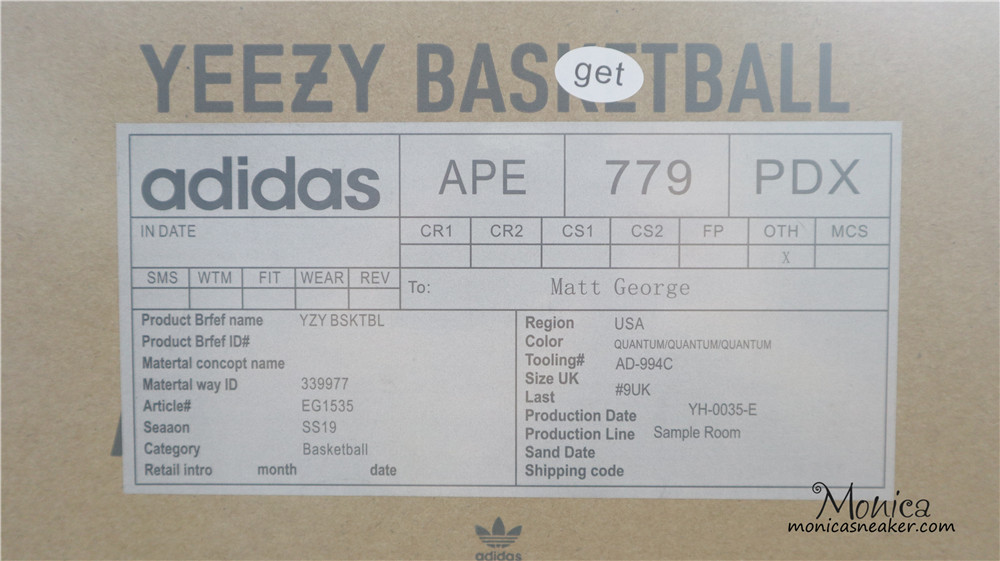 YEEZY BASKETBALL
get
adidas APE 779 PDX
IN DATE CR1 CR2 CS1 CS2 FP OTH MCS
X
SMS WTM FIT WEAR REV
To: Matt George
Product Brfef name YZY BSKTBL
Product Brfef ID#
Matertal concopt name
Matertal way ID 339977
Article# EG1535
Seaaon SS19
Category Basketball
Retail intro month date
Region USA
Color QUANTUM/QUANTUM/QUANTUM
Tooling# AD-994C
Size UK #9UK
Last
Production Date YH-0035-E
Production Line Sample Room
Sand Date
Shipping code
adidas
Monica
monicasneaker.com